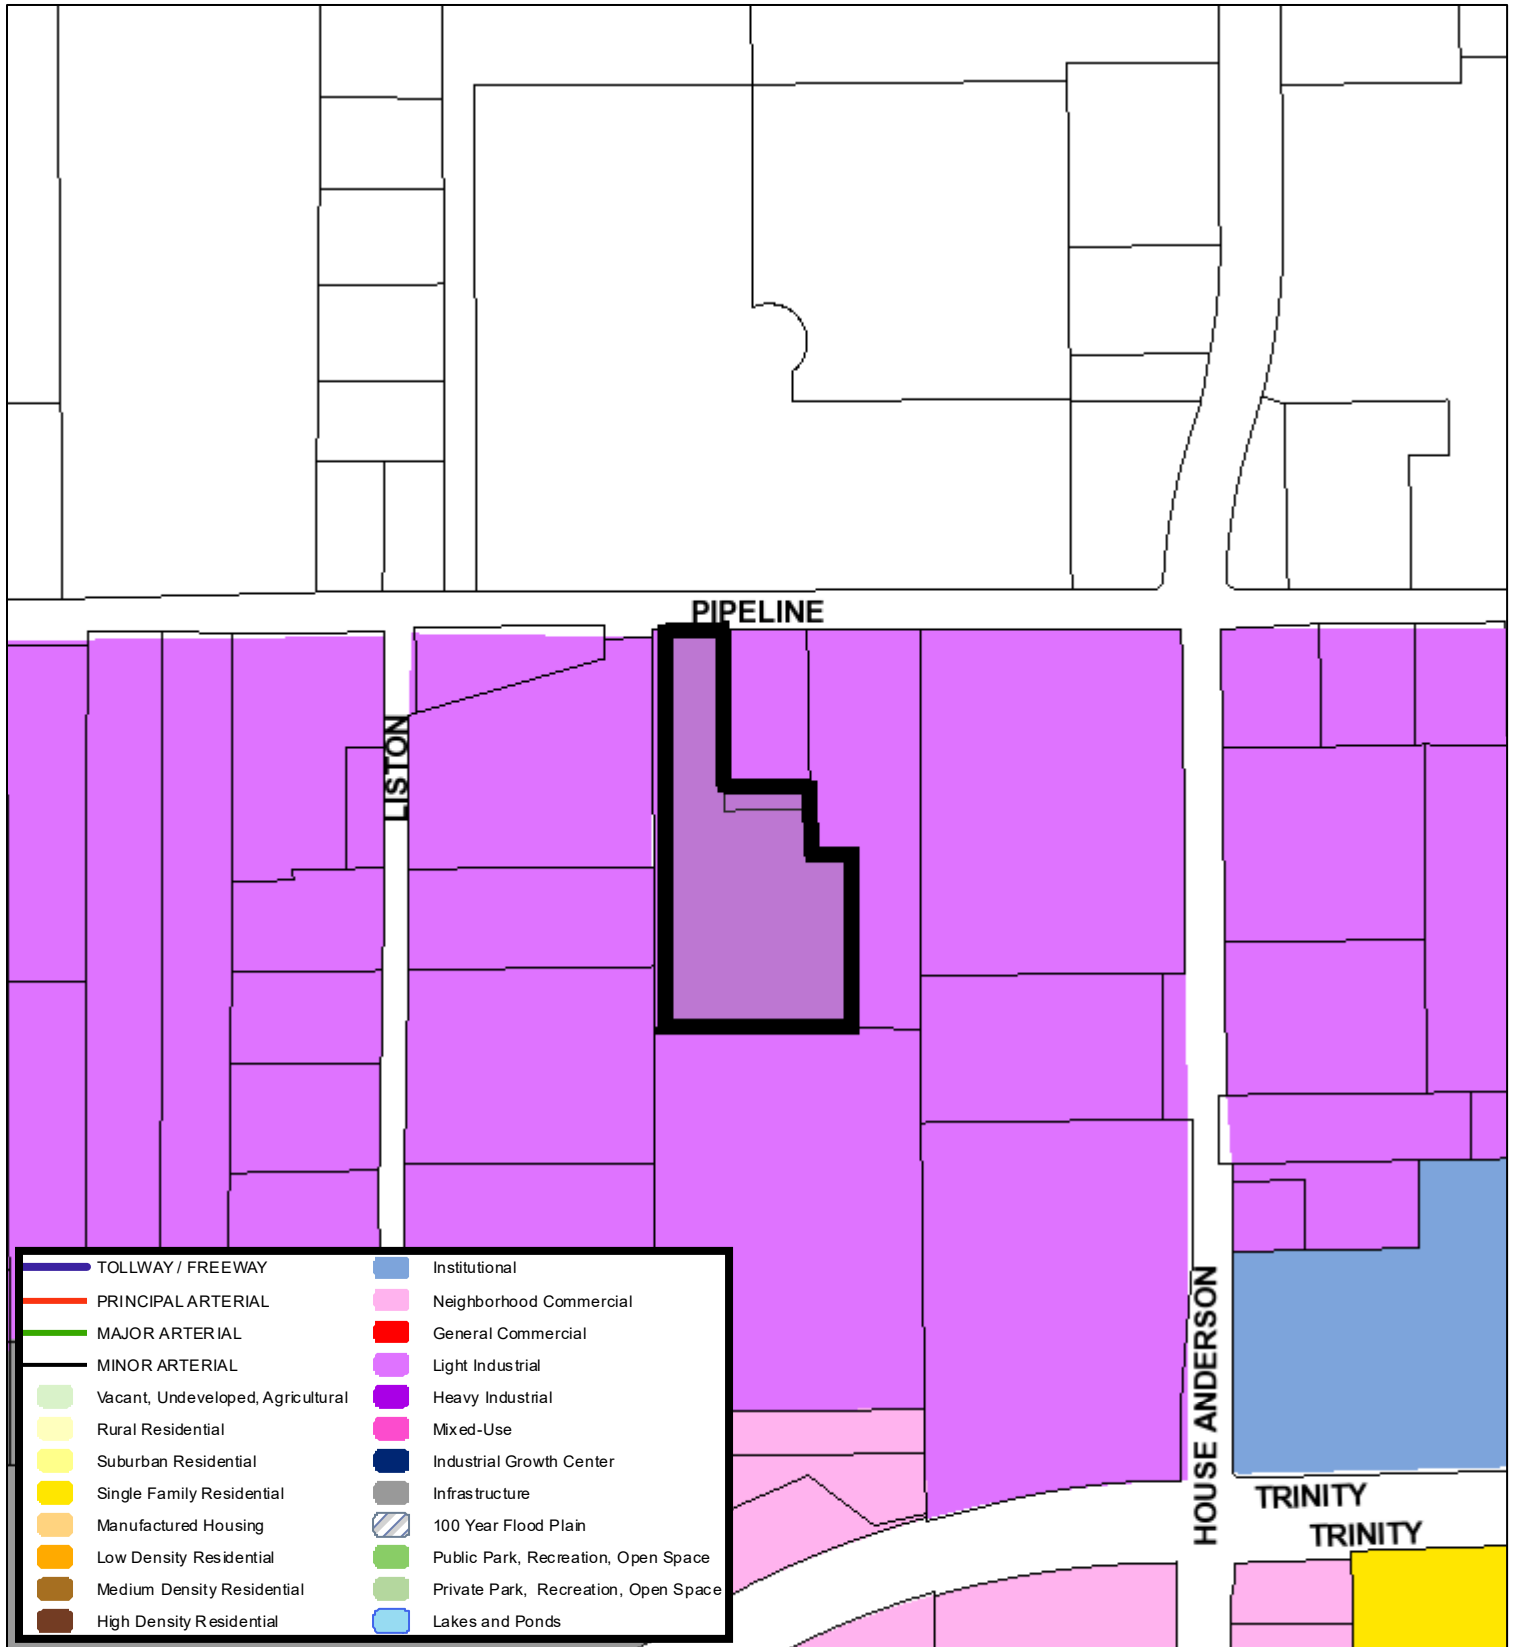 PIPELINE
LISTON
HOUSE ANDERSON
TRINITY
TRINITY
TOLLWAY / FREEWAY
PRINCIPAL ARTERIAL
MAJOR ARTERIAL
MINOR ARTERIAL
Vacant, Undeveloped, Agricultural
Rural Residential
Suburban Residential
Single Family Residential
Manufactured Housing
Low Density Residential
Medium Density Residential
High Density Residential
Institutional
Neighborhood Commercial
General Commercial
Light Industrial
Heavy Industrial
Mixed-Use
Industrial Growth Center
Infrastructure
100 Year Flood Plain
Public Park, Recreation, Open Space
Private Park, Recreation, Open Space
Lakes and Ponds